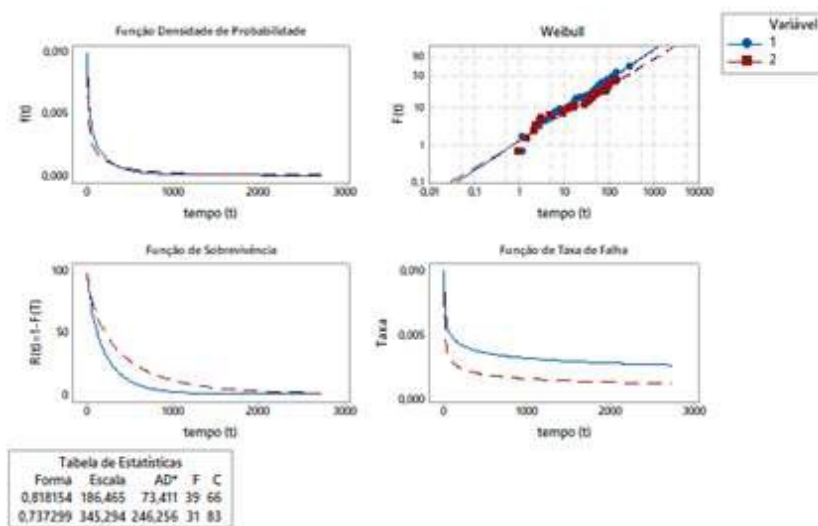 Função Densidade de Probabilidade
0,010
0,005
0,000
f(t)
0
1000
2000
3000
tempo (t)
Weibull
90
50
10
1
0,1
F(t)
0,01
0,1
1
10
100
1000
10000
tempo (t)
Variável
1
2
Função de Sobrevivência
100
50
0
R(t)=1-F(T)
0
1000
2000
3000
tempo (t)
Função de Taxa de Falha
0,010
0,005
0,000
Taxa
0
1000
2000
3000
tempo (t)
Tabela de Estatísticas
Forma Escala AD* F C
0,818154 186,465 73,411 39 66
0,737299 345,294 246,256 31 83